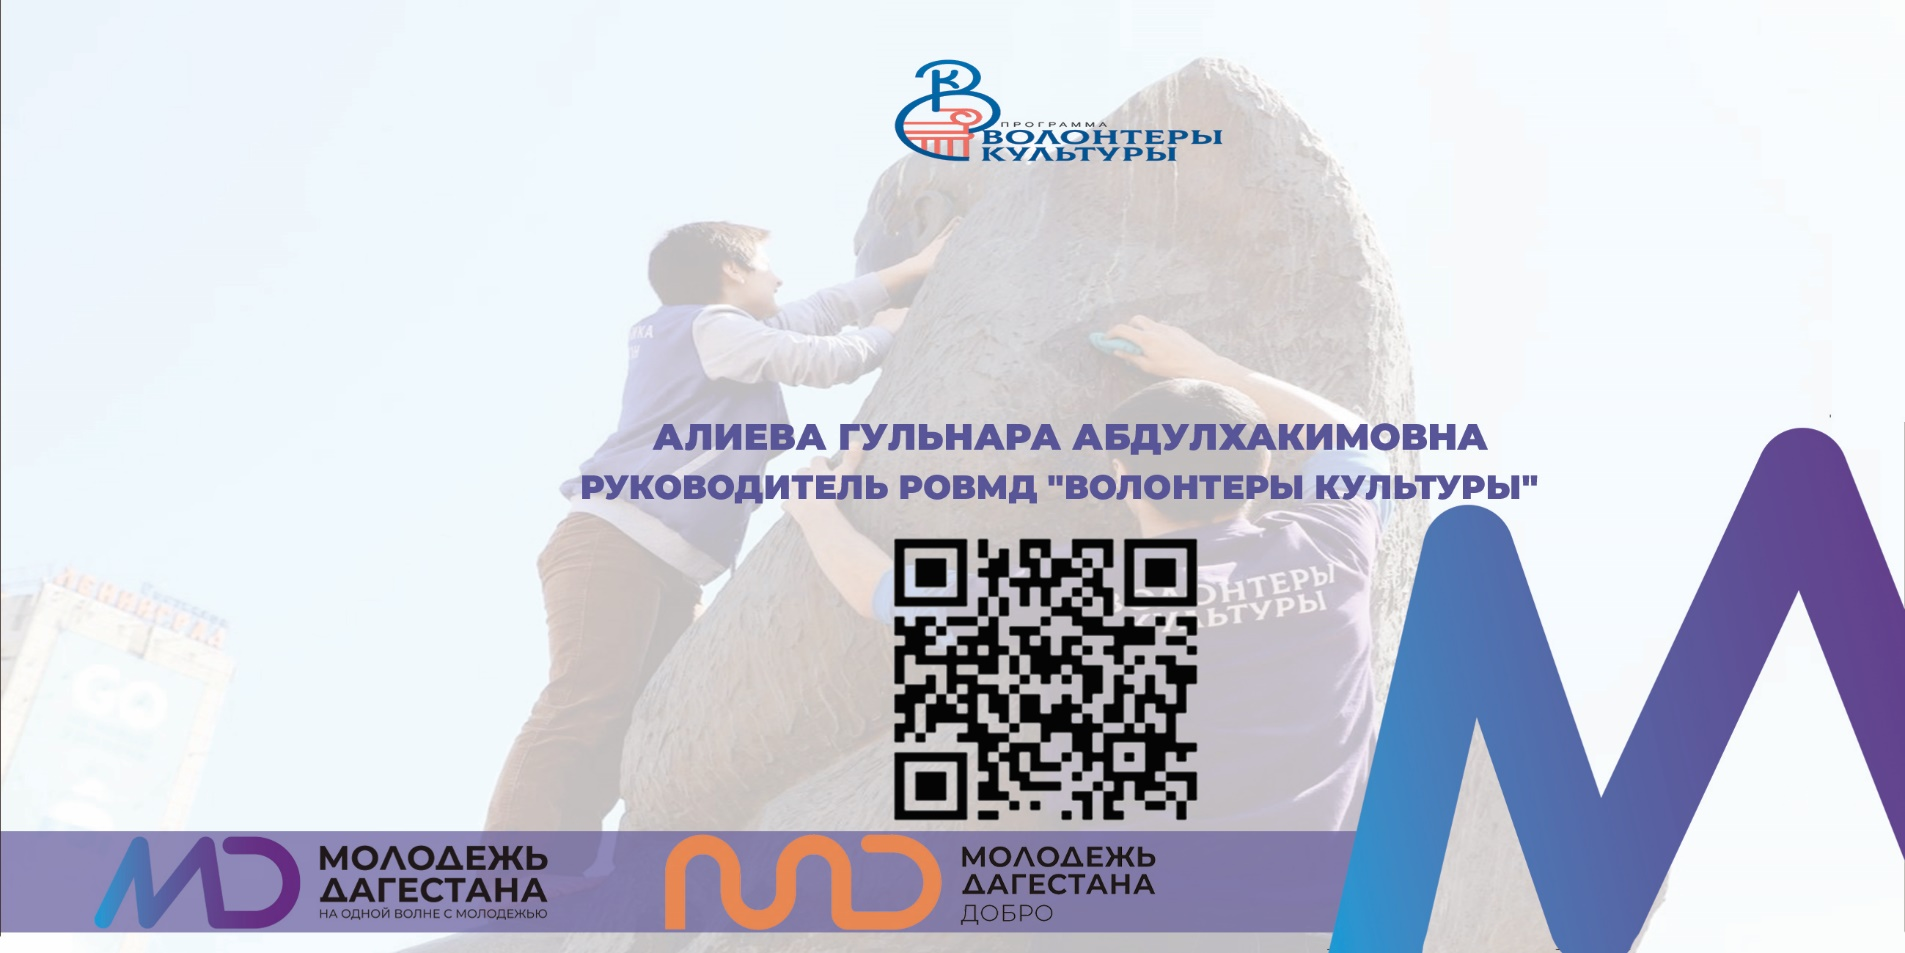 ПРОГРАММА
ВОЛОНТЕРЫ
КУЛЬТУРЫ
АЛИЕВА ГУЛЬНАРА АБДУЛХАКИМОВНА
РУКОВОДИТЕЛЬ РОВМД "ВОЛОНТЕРЫ КУЛЬТУРЫ"
ВОЛОНТЕРЫ
КУЛЬТУРЫ
GO
МОЛОДЕЖЬ
ДАГЕСТАНА
НА ОДНОЙ ВОЛНЕ С МОЛОДЕЖЬЮ
МОЛОДЕЖЬ
ДАГЕСТАНА
ДОБРО